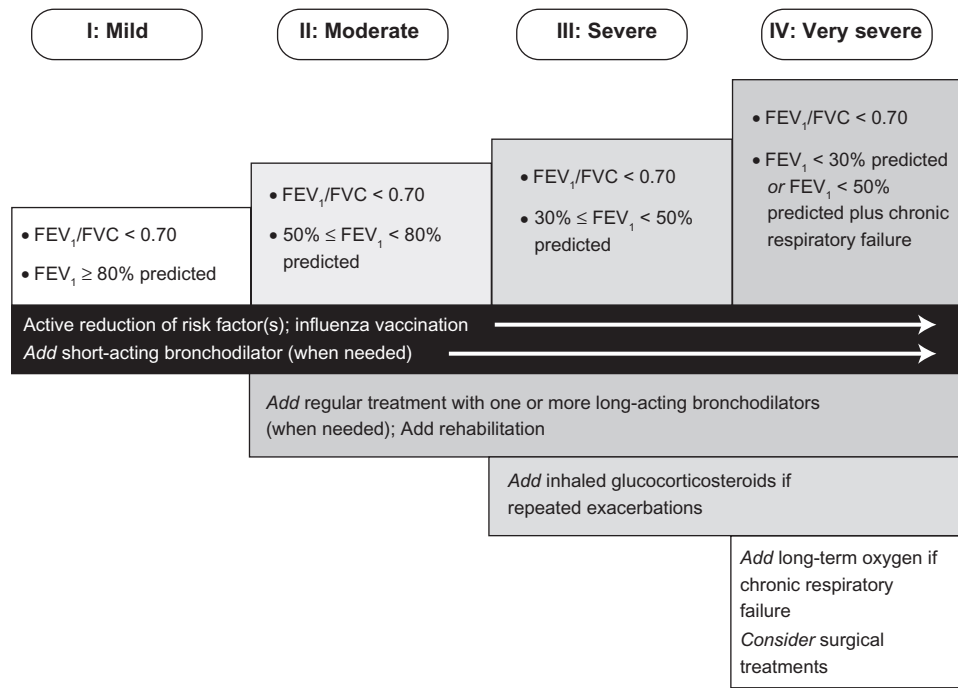 I: Mild
II: Moderate
III: Severe
IV: Very severe
• FEV₁/FVC < 0.70
• FEV₁ ≥ 80% predicted
• FEV₁/FVC < 0.70
• 50% ≤ FEV₁ < 80%
predicted
• FEV₁/FVC < 0.70
• 30% ≤ FEV₁ < 50%
predicted
• FEV₁/FVC < 0.70
• FEV₁ < 30% predicted
or FEV₁ < 50%
predicted plus chronic
respiratory failure
Active reduction of risk factor(s); influenza vaccination
Add short-acting bronchodilator (when needed)
Add regular treatment with one or more long-acting bronchodilators
(when needed); Add rehabilitation
Add inhaled glucocorticosteroids if
repeated exacerbations
Add long-term oxygen if
chronic respiratory
failure
Consider surgical
treatments